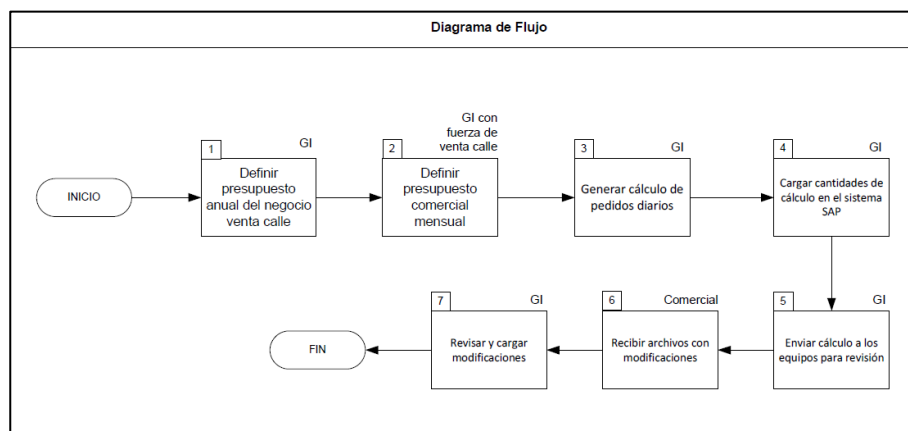 Diagrama de Flujo
INICIO
1
GI
Definir
presupuesto
anual del negocio
venta calle
2
GI con
fuerza de
venta calle
Definir
presupuesto
comercial
mensual
3
GI
Generar cálculo de
pedidos diarios
4
GI
Cargar cantidades de
cálculo en el sistema
SAP
5
GI
Enviar cálculo a los
equipos para revisión
6
Comercial
Recibir archivos con
modificaciones
7
GI
Revisar y cargar
modificaciones
FIN